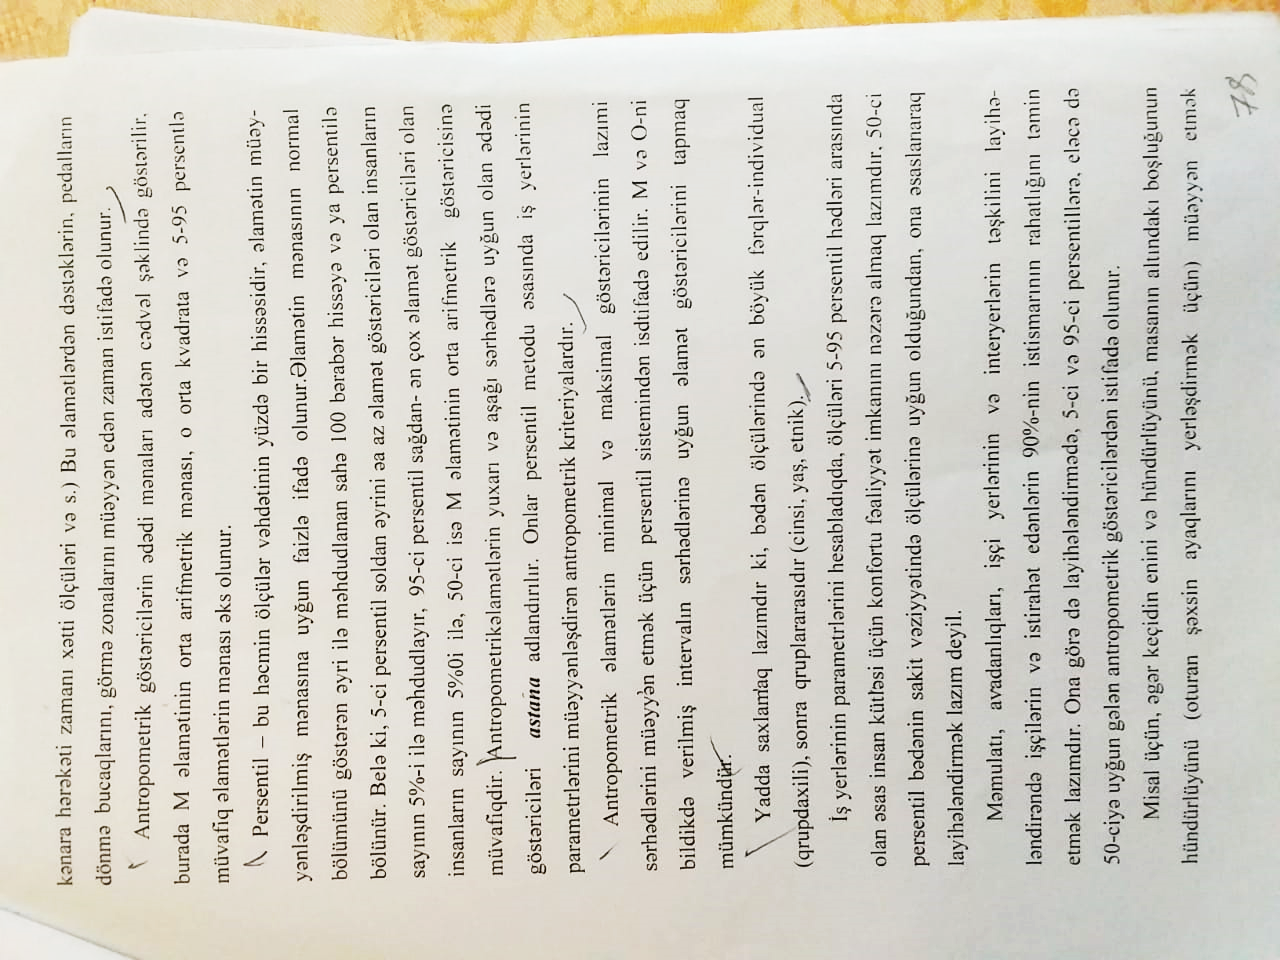 kənara hərəkəti zamanı xətti ölçüləri və s.) Bu əlamətlərdən dəstəklərin, pedalların
dönmə bucaqlarını, görmə zonalarını müəyyən edən zaman istifadə olunur.
Antropometrik göstəricilərin ədədi mənaları adətən cədvəl şəklində göstərilir.
burada M əlamətinin orta arifmetrik mənası, o orta kvadrata və 5-95 persentlə
müvafiq əlamətlərin mənası əks olunur.
Persentil – bu həcmin ölçülər vəhdətinin yüzdə bir hissəsidir, əlamətin müəy-
yənləşdirilmiş mənasına uyğun faizlə ifadə olunur.Əlamətin mənasının normal
bölümünü göstərən əyri ilə məhdudlanan sahə 100 bərabər hissəyə və ya persentilə
bölünür. Belə ki, 5-ci persentil soldan əyrini əa az əlamət göstəriciləri olan insanların
sayının 5%-i ilə məhdudlayır, 95-ci persentil sağdan- ən çox əlamət göstəriciləri olan
insanların sayının 5%0i ilə, 50-ci isə M əlamətinin orta arifmetrik göstəricisinə
müvafiqdir. Antropometrikəlamətlərin yuxarı və aşağı sərhədlərə uyğun olan ədədi
göstəriciləri astana adlandırılır. Onlar persentil metodu əsasında iş yerlərinin
parametrlərini müəyyənləşdirən antropometrik kriteriyalardır.
Antropometrik əlamətlərin minimal və maksimal göstəricilərinin lazımi
sərhədlərini müəyyən etmək üçün persentil sistemindən isdtifadə edilir. M və O-ni
bildikdə verilmiş intervaln sərhədlərinə uyğun əlamət göstəricilərini tapmaq
mümkündür.
Yadda saxlamaq lazımdır ki, bədən ölçülərində ən böyük fərqlər-individual
(qrupdaxili), sonra qruplararasıdır (cinsi, yaş, etnik).
İş yerlərinin parametrlərini hesabladıqda, ölçüləri 5-95 persentil hədləri arasında
olan əsas insan kütləsi üçün konfortu fəaliyyət imkanını nəzərə almaq lazımdır. 50-ci
persentil bədənin sakit vəziyyətində ölçülərinə uyğun olduğundan, ona əsaslanaraq
layihələndirmək lazım deyil.
Məmulatı, avadanlıqları, işçi yerlərinin və interyerlərin təşkilini layihə-
ləndirəndə işçilərin və istirahət edənlərin 90%-nin istismarının rahatlığını təmin
etmək lazımdır. Ona görə də layihələndirmədə, 5-ci və 95-ci persentillərə, eləcə də
50-ciyə uyğun gələn antropometrik göstəricilərdən istifadə olunur.
Misal üçün, əgər keçidin enini və hündürlüyünü, masanın altındakı boşluğunun
hündürlüyünü (oturan şəxsin ayaqlarını yerləşdirmək üçün) müəyyən etmək
78